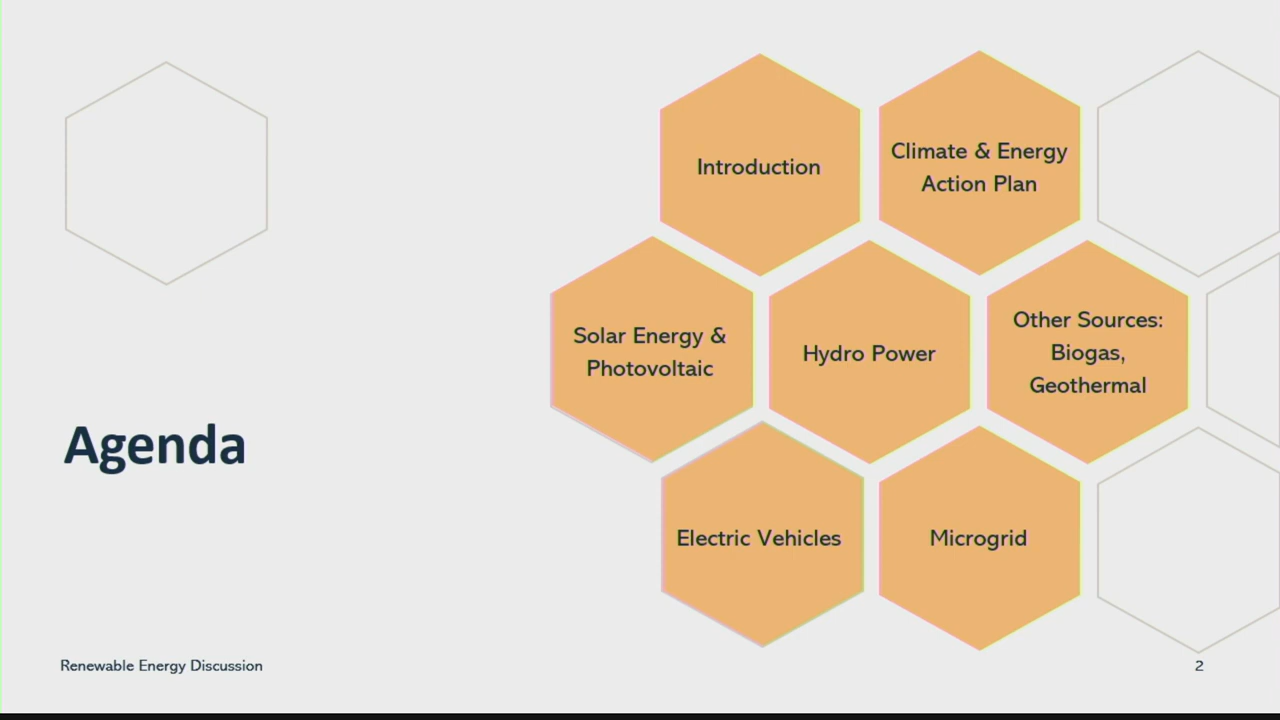 Agenda
Introduction
Climate & Energy
Action Plan
Solar Energy &
Photovoltaic
Hydro Power
Other Sources:
Biogas,
Geothermal
Electric Vehicles
Microgrid
Renewable Energy Discussion
2